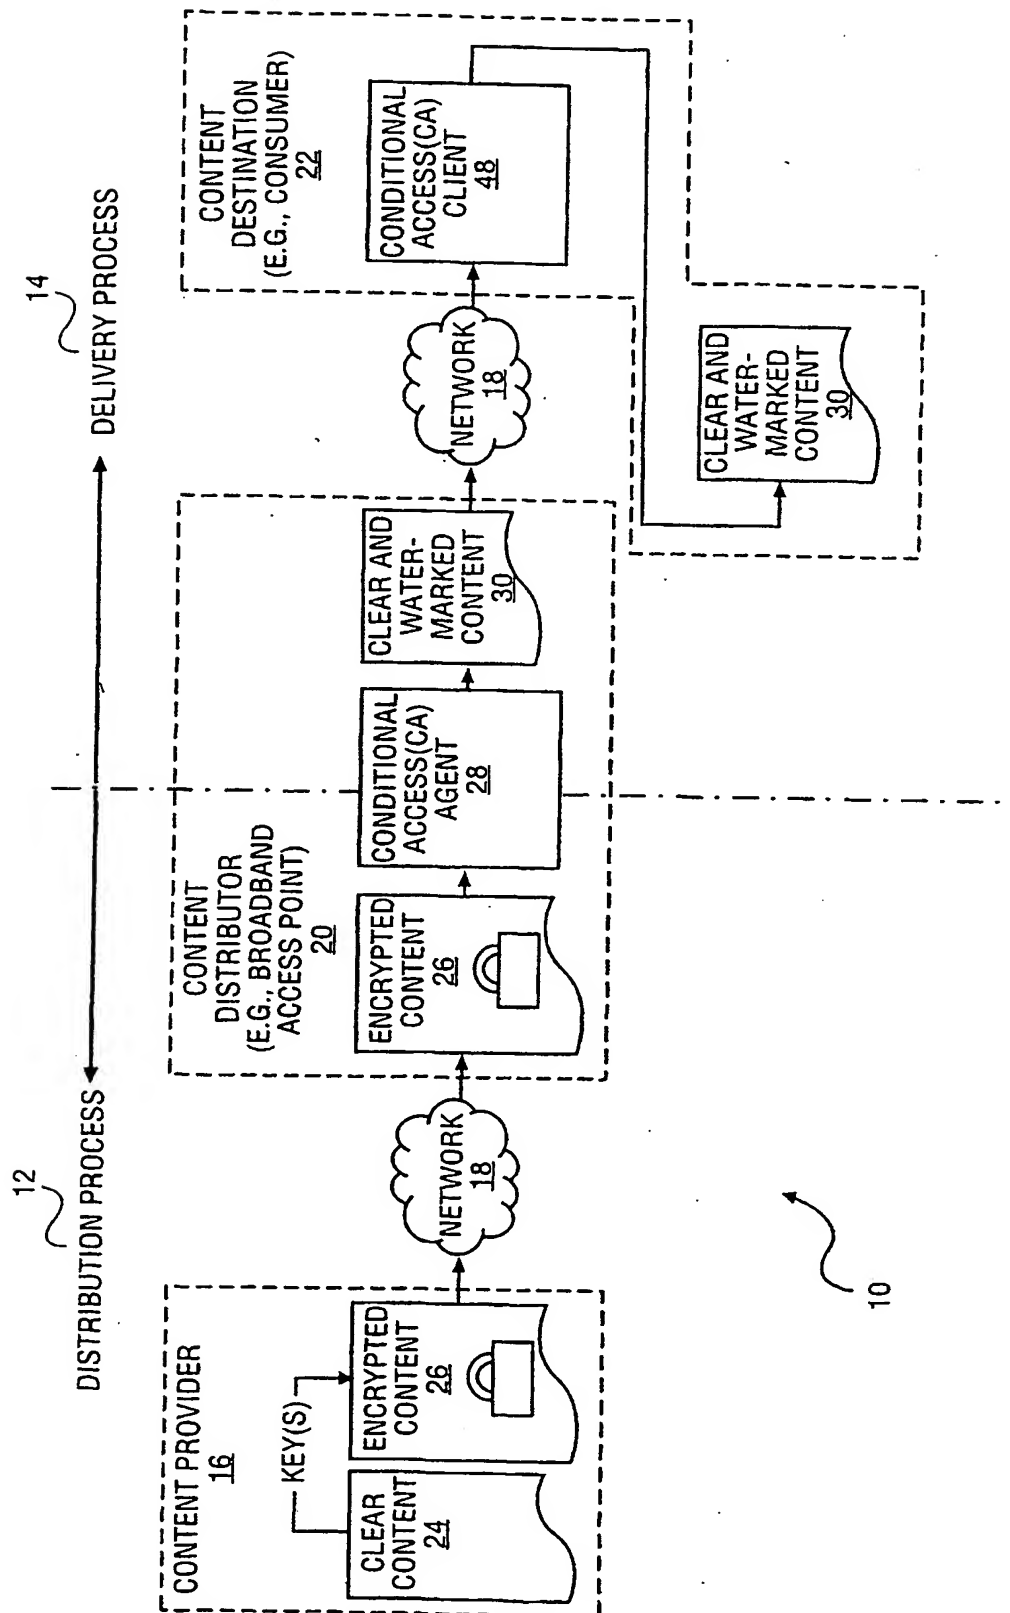 12
DISTRIBUTION PROCESS
14
DELIVERY PROCESS
CONTENT PROVIDER
16
KEY(S)
CLEAR
CONTENT
24
ENCRYPTED
CONTENT
26
NETWORK
18
CONTENT
DISTRIBUTOR
(E.G., BROADBAND
ACCESS POINT)
20
ENCRYPTED
CONTENT
26
CONDITIONAL
ACCESS(CA)
AGENT
28
CLEAR AND
WATER-
MARKED
CONTENT
30
NETWORK
18
CONTENT
DESTINATION
(E.G., CONSUMER)
22
CONDITIONAL
ACCESS(CA)
CLIENT
48
CLEAR AND
WATER-
MARKED
CONTENT
30
10